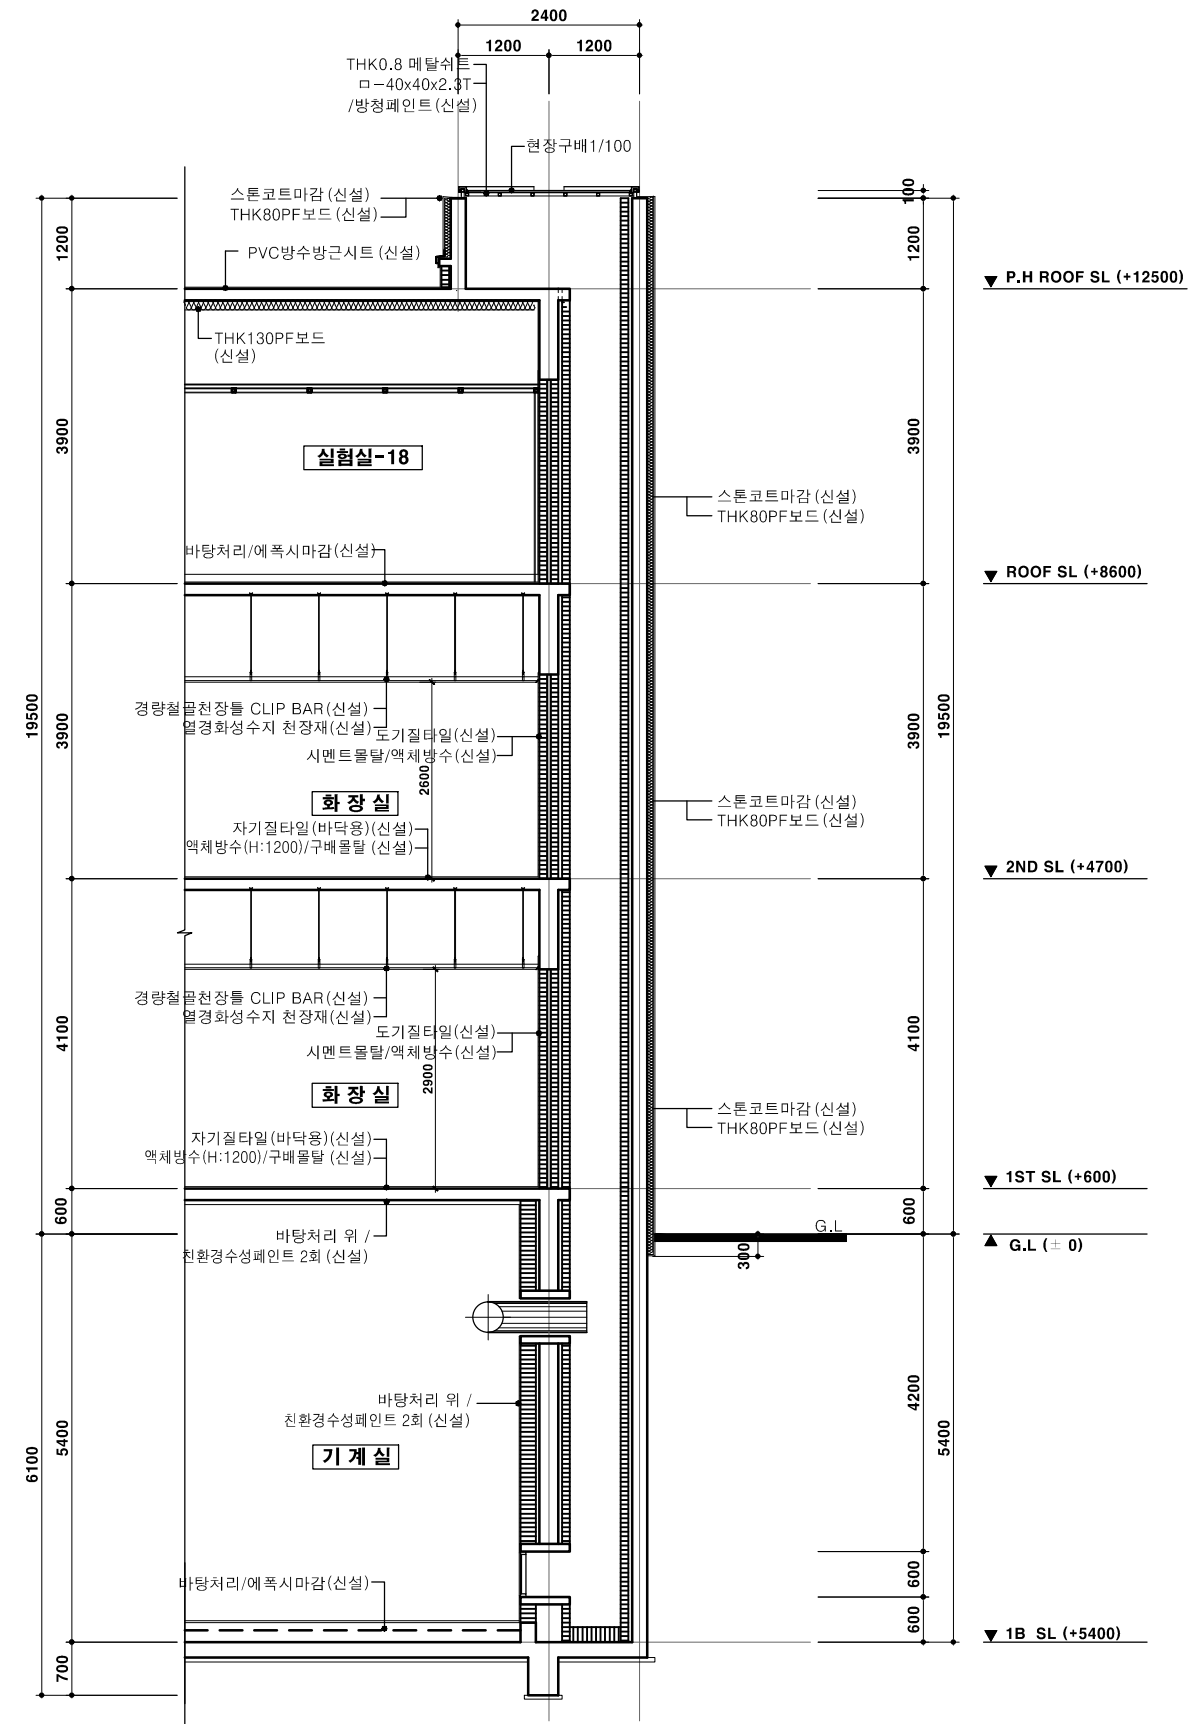 2400
1200
1200
THK0.8 메탈쉬트
ㅁ-40x40x2.3T
/방청페인트(신설)
현장구배1/100
100
스톤코트마감(신설)
THK80PF보드(신설)
1200
1200
PVC방수방근시트(신설)
P.H ROOF SL (+12500)
THK130PF보드
(신설)
3900
3900
실험실-18
스톤코트마감(신설)
THK80PF보드(신설)
바탕처리/에폭시마감(신설)
ROOF SL (+8600)
19500
3900
경량철골천장틀 CLIP BAR(신설)
열경화성수지 천장재(신설)
도기질타일(신설)
시멘트몰탈/액체방수(신설)
2600
3900
19500
화 장 실
스톤코트마감(신설)
THK80PF보드(신설)
자기질타일(바닥용)(신설)
액체방수(H:1200)/구배몰탈 (신설)
2ND SL (+4700)
경량철골천장틀 CLIP BAR(신설)
열경화성수지 천장재(신설)
4100
도기질타일(신설)
시멘트몰탈/액체방수(신설)
2900
4100
화 장 실
스톤코트마감(신설)
THK80PF보드(신설)
자기질타일(바닥용)(신설)
액체방수(H:1200)/구배몰탈 (신설)
1ST SL (+600)
600
600
G.L
바탕처리 위 /
친환경수성페인트 2회(신설)
300
G.L (± 0)
바탕처리 위 /
친환경수성페인트 2회(신설)
4200
6100
5400
5400
기 계 실
바탕처리/에폭시마감(신설)
600
600
1B SL (+5400)
700